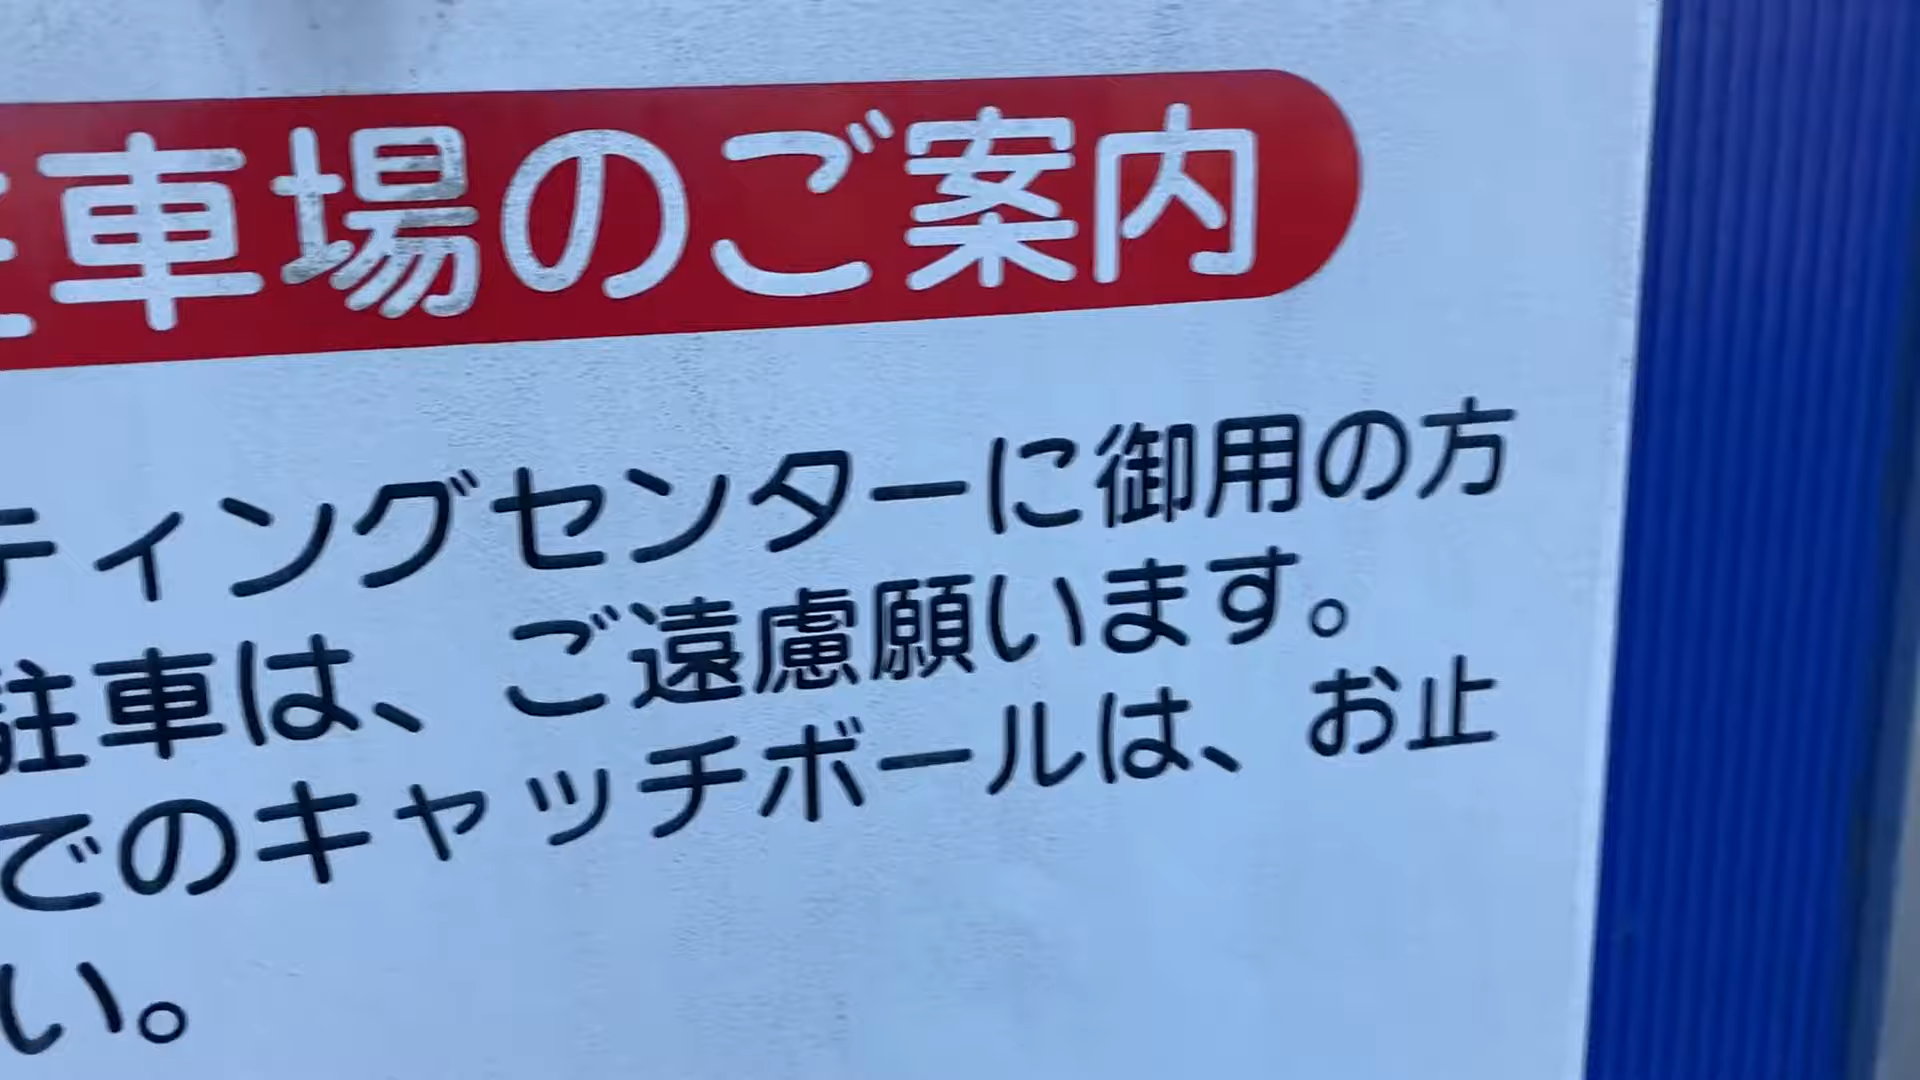 駐車場のご案内
ティングセンターに御用の方
駐車は、ご遠慮願います。
でのキャッチボールは、お止
い。